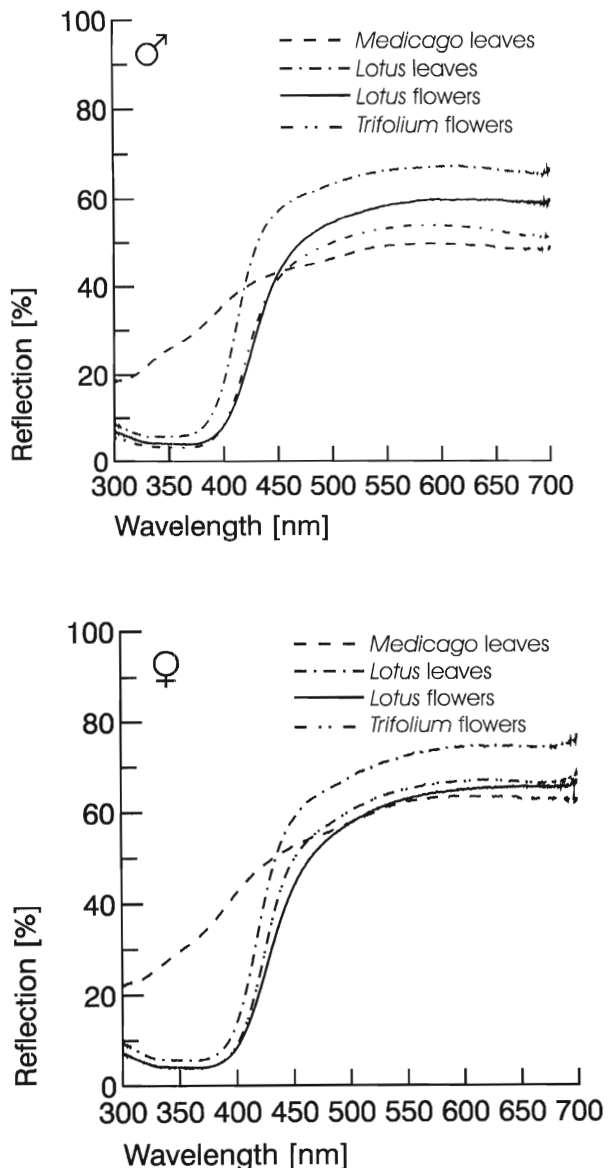 100
80
60
40
20
0
Reflection [%]
♂
Medicago leaves
Lotus leaves
Lotus flowers
Trifolium flowers
300 350 400 450 500 550 600 650 700
Wavelength [nm]
100
80
60
40
20
0
Reflection [%]
♀
Medicago leaves
Lotus leaves
Lotus flowers
Trifolium flowers
300 350 400 450 500 550 600 650 700
Wavelength [nm]